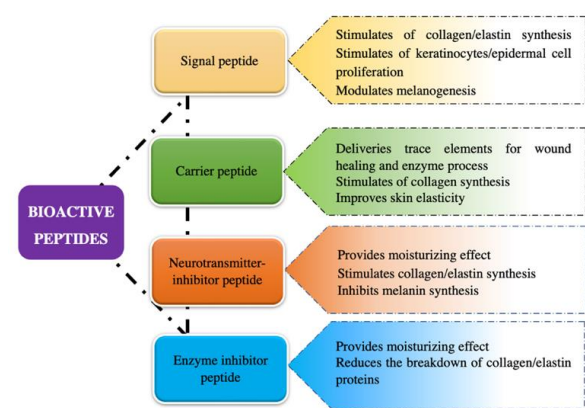 Signal peptide
Stimulates of collagen/elastin synthesis
Stimulates of keratinocytes/epidermal cell
proliferation
Modulates melanogenesis
Carrier peptide
Deliveries trace elements for wound
healing and enzyme process
Stimulates of collagen synthesis
Improves skin elasticity
BIOACTIVE
PEPTIDES
Neurotransmitter-
inhibitor peptide
Provides moisturizing effect
Stimulates collagen/elastin synthesis
Inhibits melanin synthesis
Enzyme inhibitor
peptide
Provides moisturizing effect
Reduces the breakdown of collagen/elastin
proteins